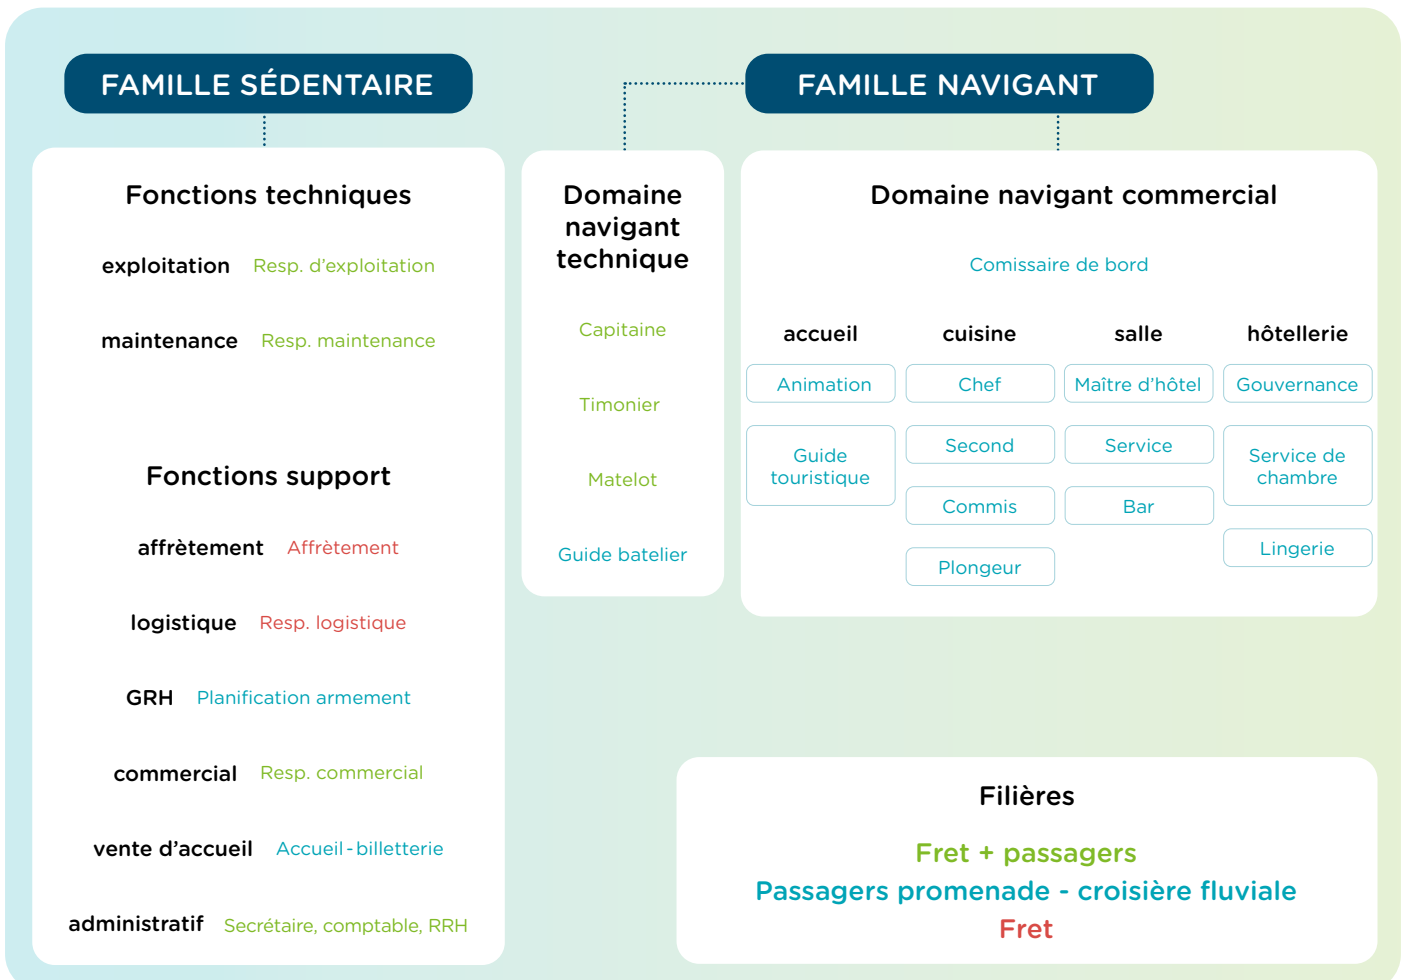 FAMILLE SÉDENTAIRE
Fonctions techniques
exploitation Resp. d'exploitation
maintenance Resp. maintenance
Fonctions support
affrètement Affrètement
logistique Resp. logistique
GRH Planification armement
commercial Resp. commercial
vente d'accueil Accueil - billetterie
administratif Secrétaire, comptable, RRH
FAMILLE NAVIGANT
Domaine
navigant
technique
Capitaine
Timonier
Matelot
Guide batelier
Domaine navigant commercial
Comissaire de bord
accueil
Animation
Guide
touristique
cuisine
Chef
Second
Commis
Plongeur
salle
Maître d'hôtel
Service
Bar
hôtellerie
Gouvernance
Service de
chambre
Lingerie
Filières
Fret + passagers
Passagers promenade - croisière fluviale
Fret